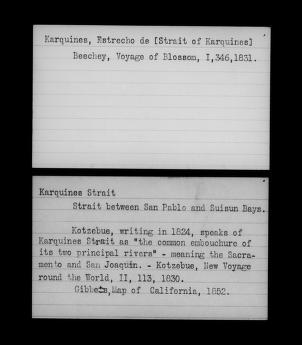 Karquines, Estrecho de [Strait of Karquines]
Beechey, Voyage of Blossom, I,346,1831.
Karquines Strait
Strait between San Pablo and Suisun Bays.
Kotzebue, writing in 1824, speaks of
Karquines Strait as "the common embouchure of
its two principal rivers" - meaning the Sacra-
mento and San Joaquin. - Kotzebue, New Voyage
round the World, II, 113, 1830.
Gibbes,Map of California, 1852.